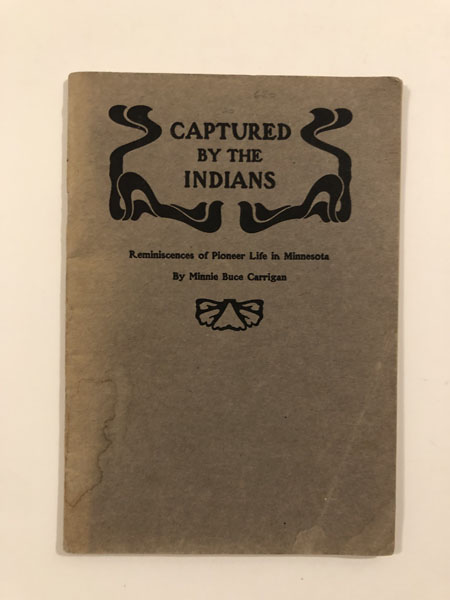 CAPTURED
BY THE
INDIANS
Reminiscences of Pioneer Life in Minnesota
By Minnie Buce Carrigan